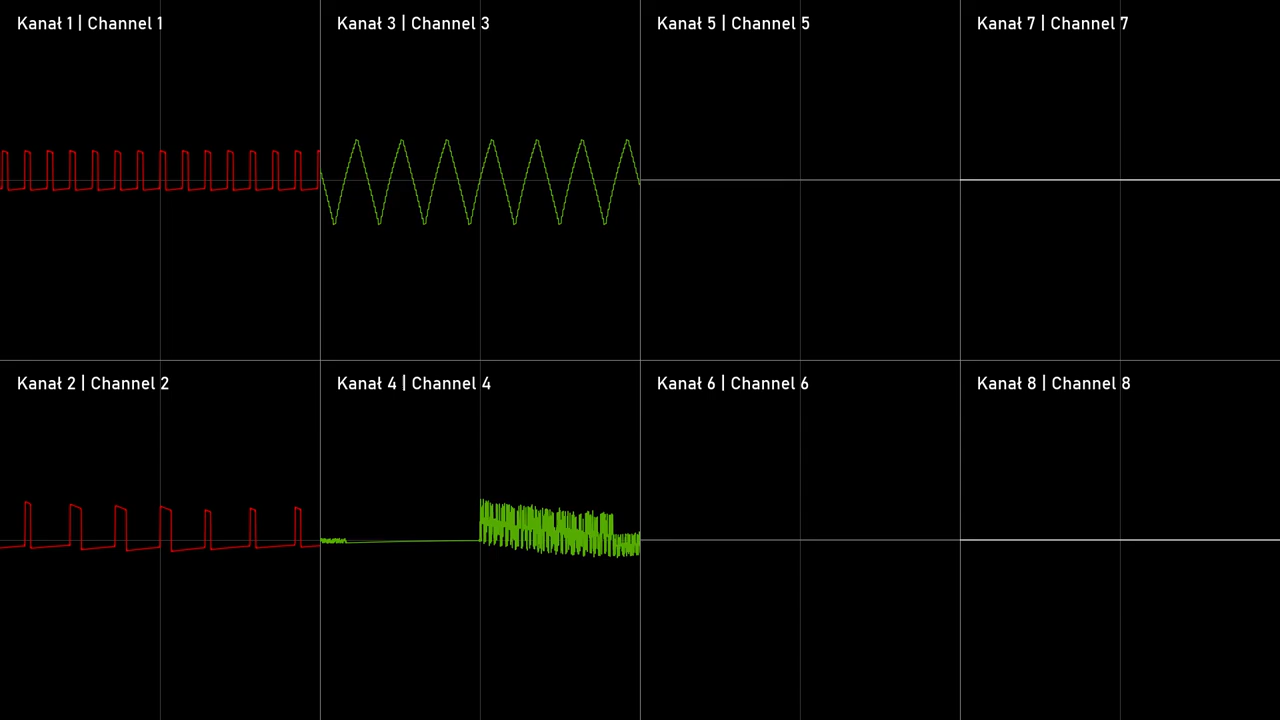 Kanał 1 | Channel 1
Kanał 3 | Channel 3
Kanał 5 | Channel 5
Kanał 7 | Channel 7
Kanał 2 | Channel 2
Kanał 4 | Channel 4
Kanał 6 | Channel 6
Kanał 8 | Channel 8